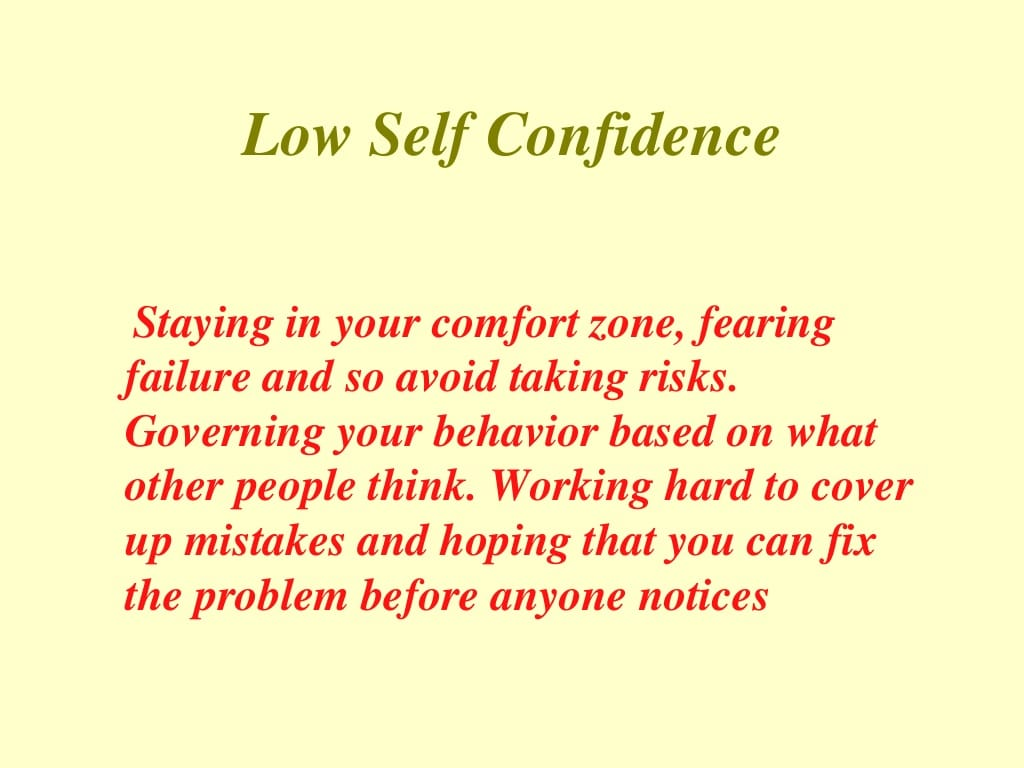 Low Self Confidence
Staying in your comfort zone, fearing
failure and so avoid taking risks.
Governing your behavior based on what
other people think. Working hard to cover
up mistakes and hoping that you can fix
the problem before anyone notices